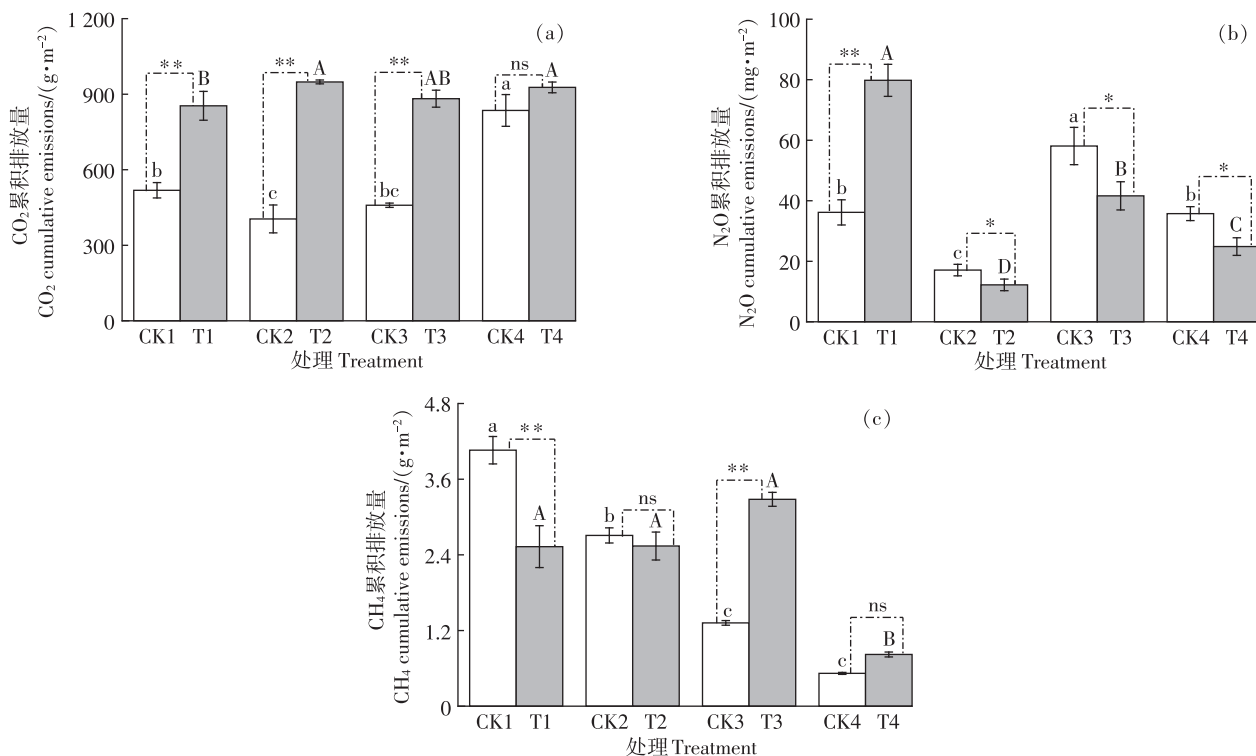 (a)
CO₂累积排放量
CO₂ cumulative emissions/(g•m⁻²)
1 200
900
600
300
0
**
**
**
ns
B
A
AB
A
b
c
bc
a
CK1 T1 CK2 T2 CK3 T3 CK4 T4
处理 Treatment
(b)
N₂O累积排放量
N₂O cumulative emissions/(mg•m⁻²)
100
80
60
40
20
0
**
*
*
*
b
A
c
D
a
B
b
C
CK1 T1 CK2 T2 CK3 T3 CK4 T4
处理 Treatment
(c)
CH₄累积排放量
CH₄ cumulative emissions/(g•m⁻²)
4.8
3.6
2.4
1.2
0
**
ns
**
ns
a
A
b
A
c
A
c
B
CK1 T1 CK2 T2 CK3 T3 CK4 T4
处理 Treatment